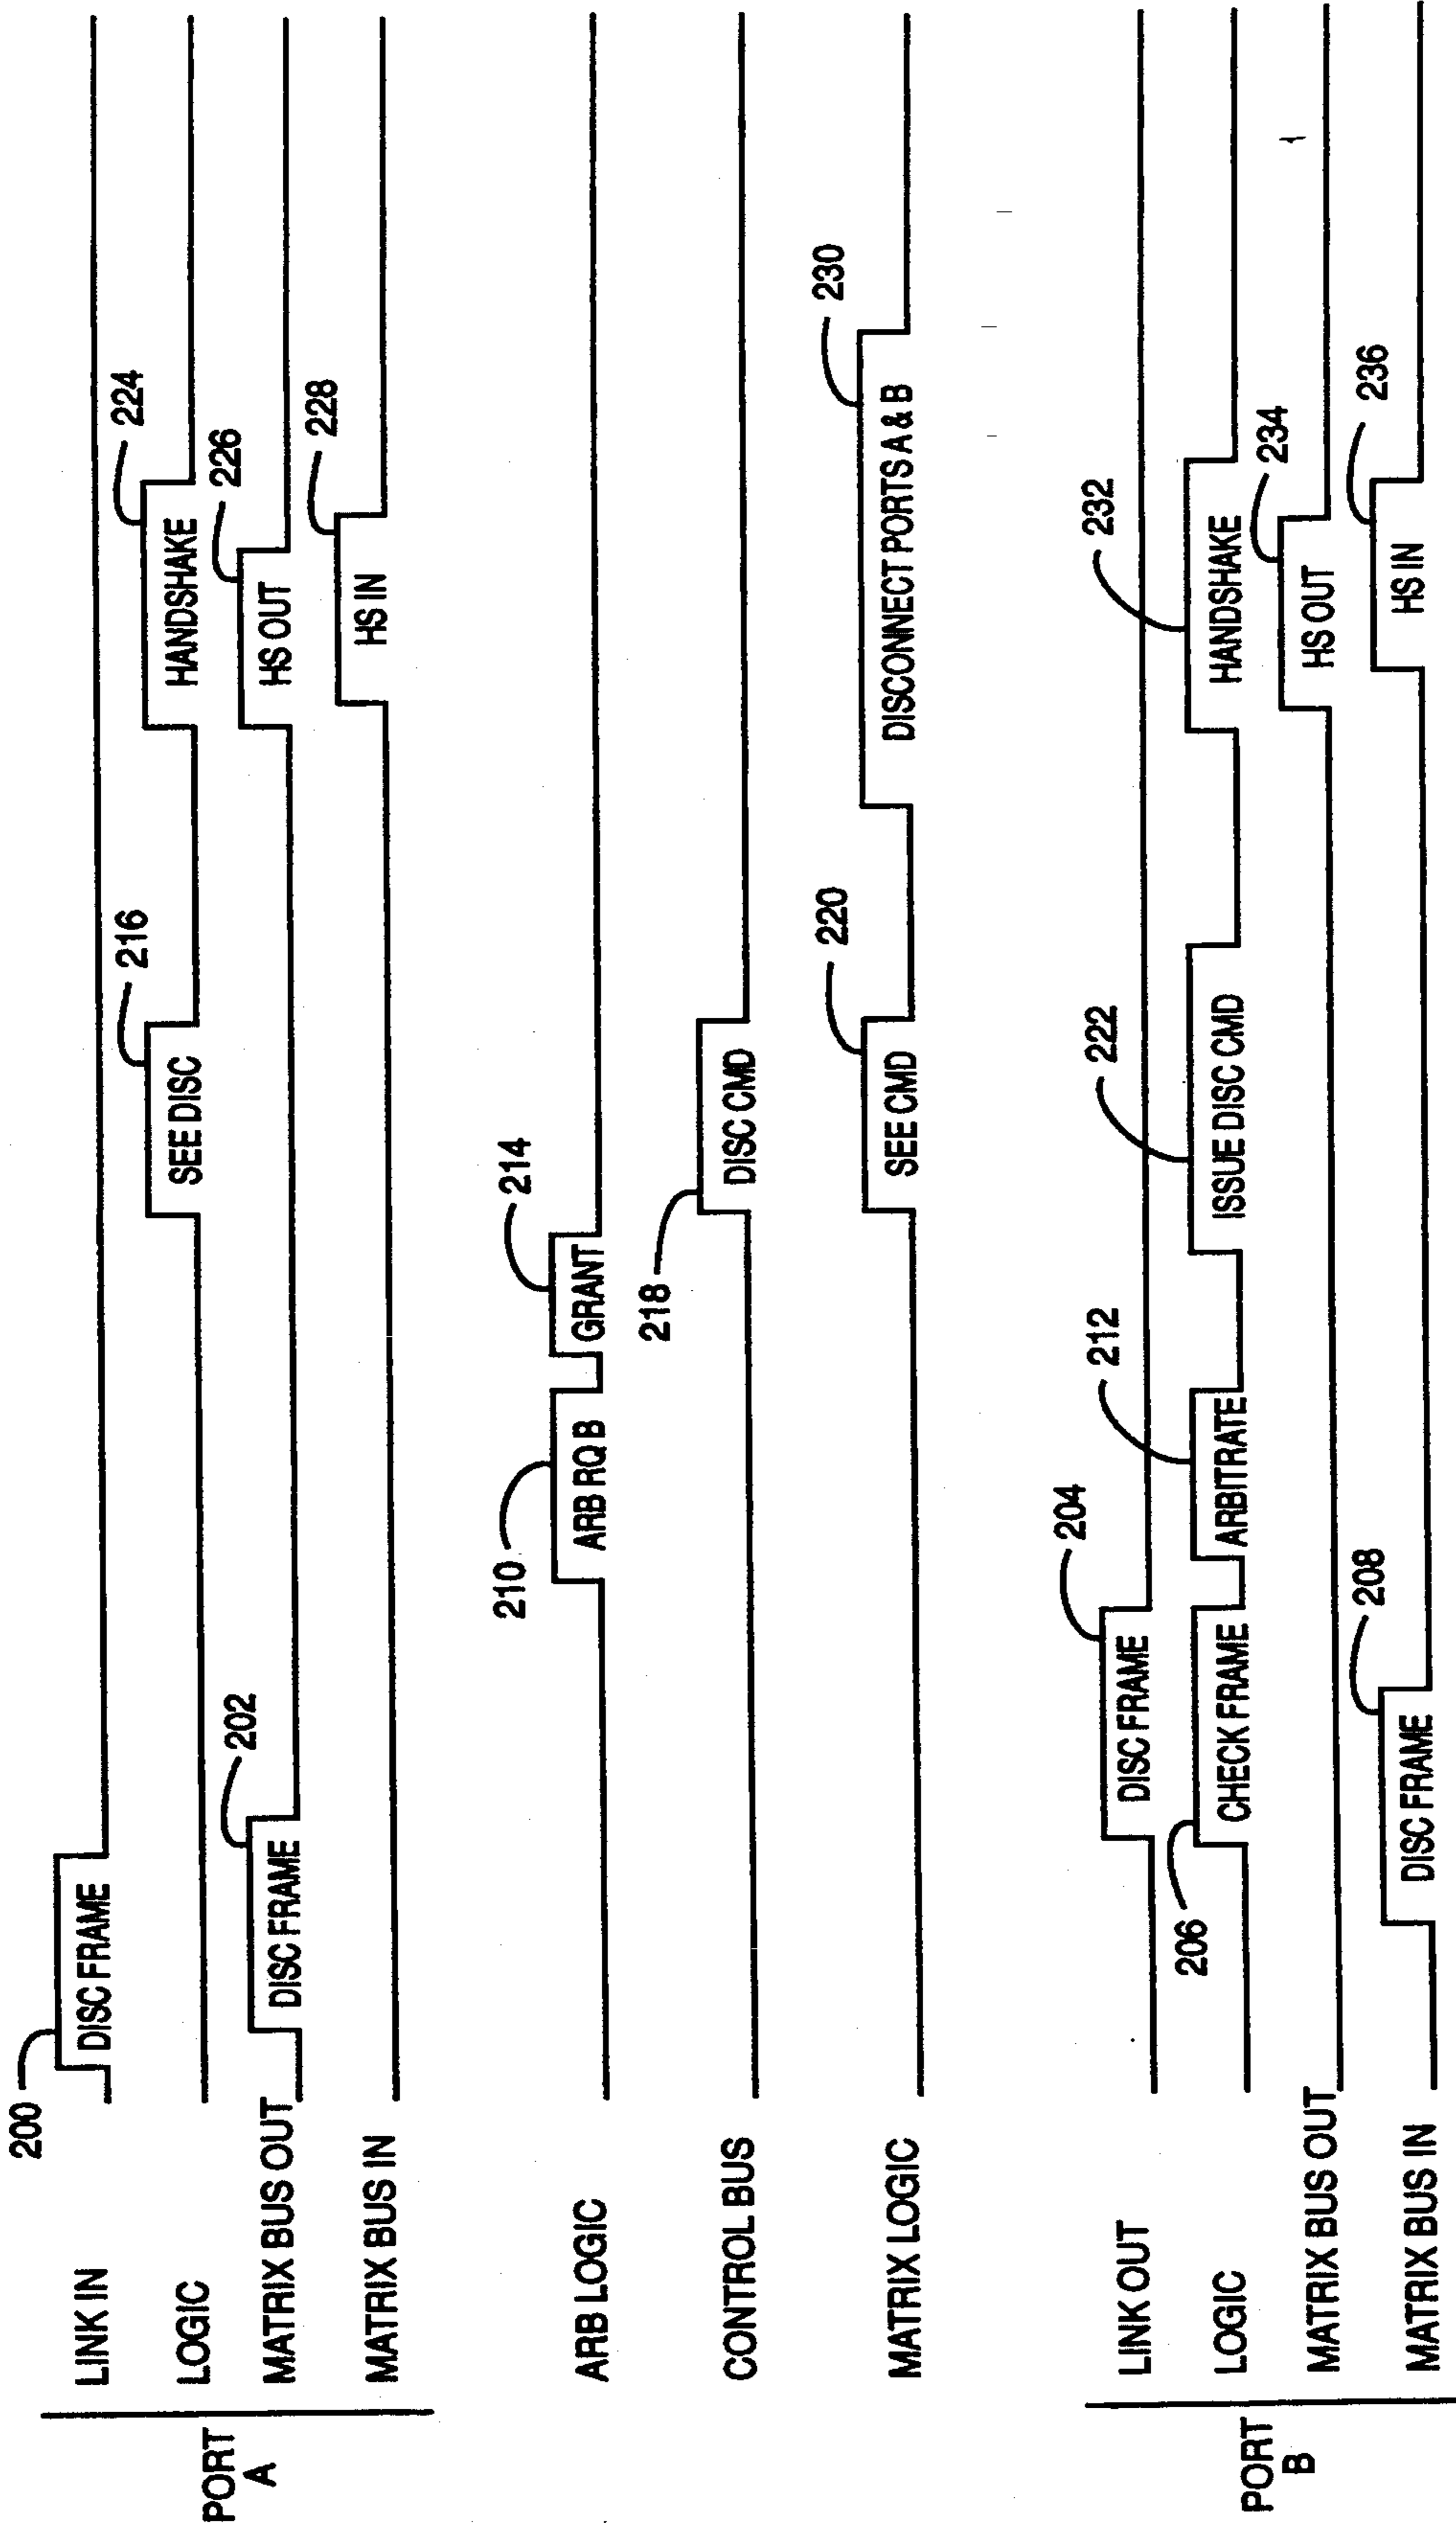 PORT
A
LINK IN
200
DISC FRAME
LOGIC
SEE DISC
216
HANDSHAKE
224
MATRIX BUS OUT
DISC FRAME
202
HS OUT
226
MATRIX BUS IN
HS IN
228
ARB LOGIC
210
ARB RQ B
GRANT
214
CONTROL BUS
218
DISC CMD
MATRIX LOGIC
SEE CMD
220
DISCONNECT PORTS A & B
230
PORT
B
LINK OUT
DISC FRAME
204
LOGIC
206
CHECK FRAME
ARBITRATE
212
ISSUE DISC CMD
222
HANDSHAKE
232
MATRIX BUS OUT
HS OUT
234
MATRIX BUS IN
DISC FRAME
208
HS IN
236